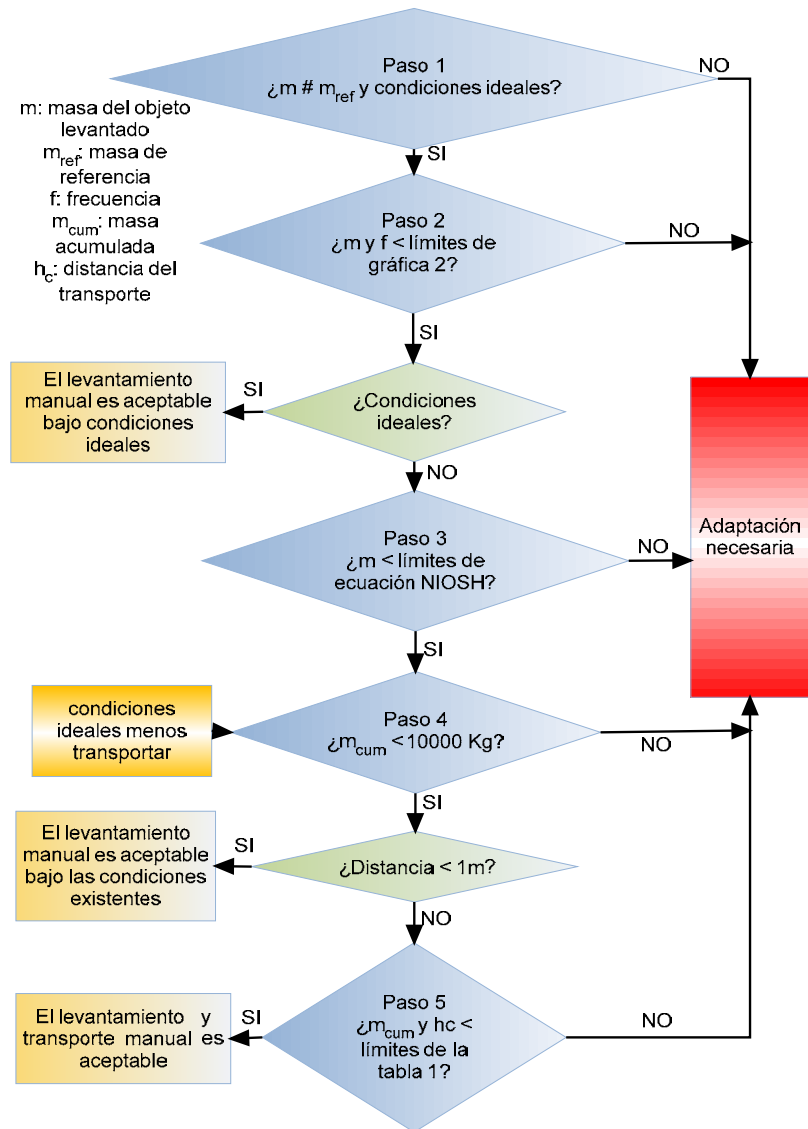 Paso 1
¿m # mref y condiciones ideales?
NO
m: masa del objeto
levantado
mref: masa de
referencia
f: frecuencia
mcum: masa
acumulada
hc: distancia del
transporte
SI
Paso 2
¿m y f < límites de
gráfica 2?
NO
SI
El levantamiento
manual es aceptable
bajo condiciones
ideales
SI
¿Condiciones
ideales?
NO
Paso 3
¿m < límites de
ecuación NIOSH?
NO
Adaptación
necesaria
SI
condiciones
ideales menos
transportar
Paso 4
¿mcum <10000 Kg?
NO
SI
El levantamiento
manual es aceptable
bajo las condiciones
existentes
SI
¿Distancia < 1m?
NO
Paso 5
¿mcum y hc <
límites de la
tabla 1?
NO
SI
El levantamiento y
transporte manual es
aceptable